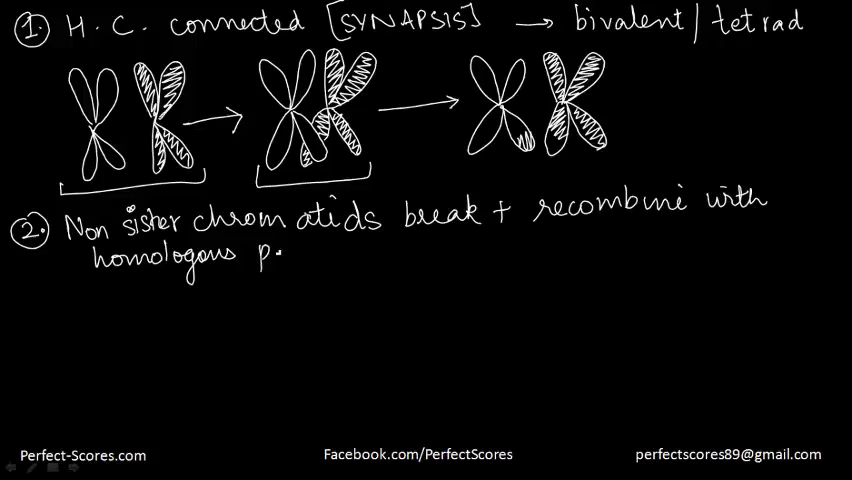 1. H. C. connected [SYNAPSIS] → bivalent/tetrad
2. Non sister chromatids break + recombine with
homologous p.
Perfect-Scores.com Facebook.com/PerfectScores perfectscores89@gmail.com